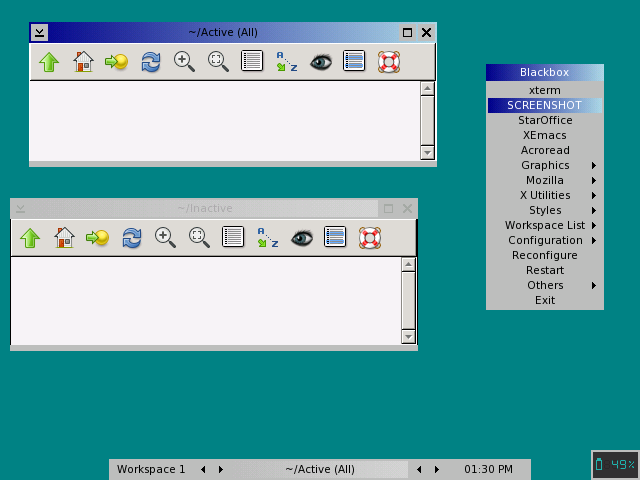 ~/Active (All)
A
Z
~/Inactive
A
Z
Blackbox
xterm
SCREENSHOT
StarOffice
XEmacs
Acroread
Graphics
Mozilla
X Utilities
Styles
Workspace List
Configuration
Reconfigure
Restart
Others
Exit
Workspace 1
~/Active (All)
01:30 PM
49%